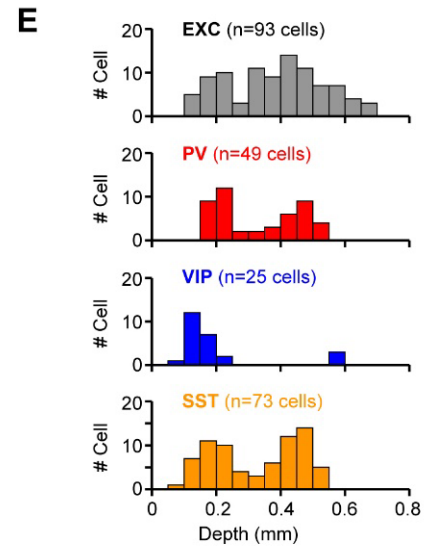 E
EXC (n=93 cells)
20
10
0
# Cell
PV (n=49 cells)
20
10
0
# Cell
VIP (n=25 cells)
20
10
0
# Cell
SST (n=73 cells)
20
10
0
# Cell
0 0.2 0.4 0.6 0.8
Depth (mm)